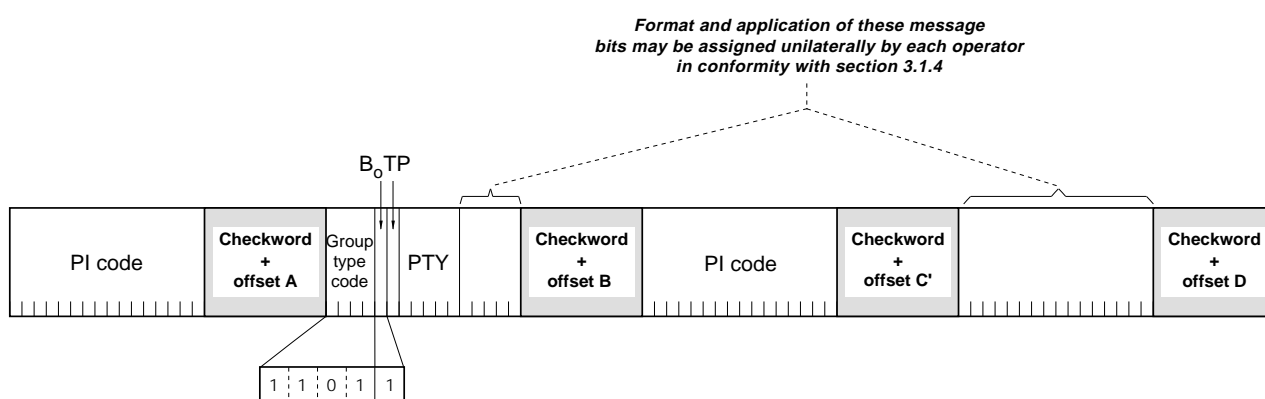 Format and application of these message
bits may be assigned unilaterally by each operator
in conformity with section 3.1.4
BoTP
PI code
Checkword
+
offset A
Group
type
code
PTY
Checkword
+
offset B
PI code
Checkword
+
offset C'
Checkword
+
offset D
1 1 0 1 1